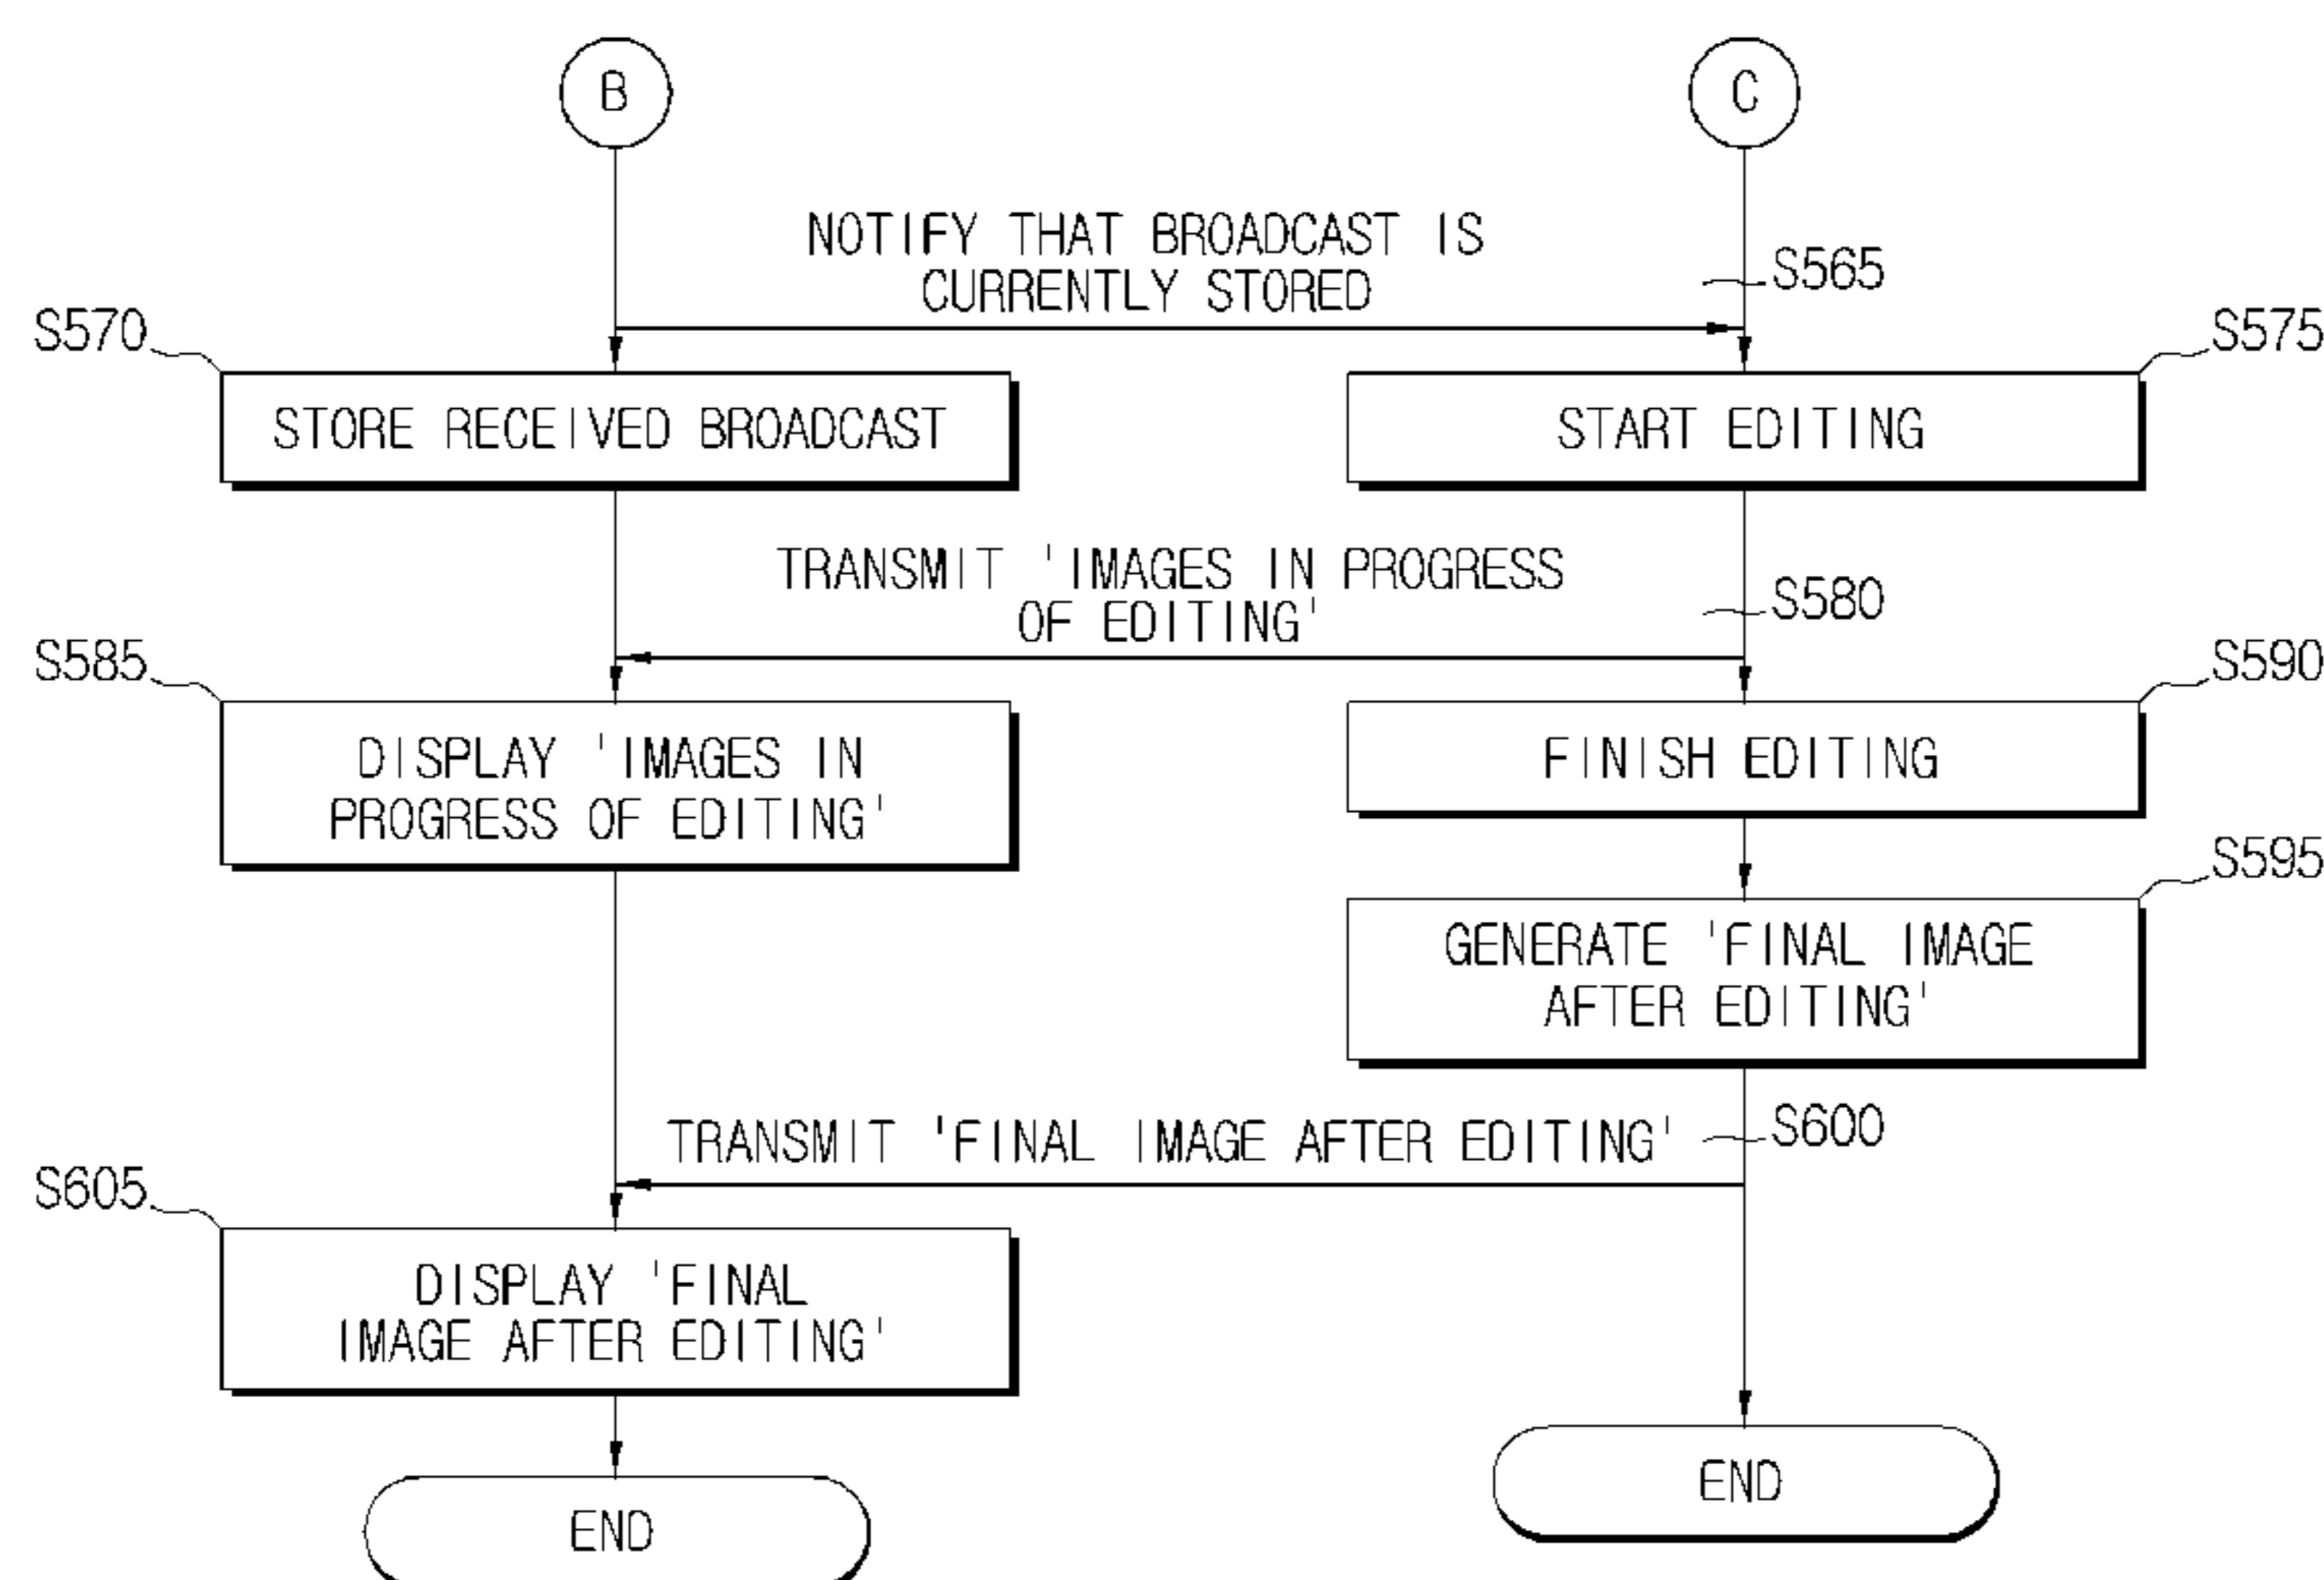 B
C
NOTIFY THAT BROADCAST IS
CURRENTLY STORED
S565
S570
S575
STORE RECEIVED BROADCAST
START EDITING
TRANSMIT 'IMAGES IN PROGRESS
OF EDITING'
S580
S585
S590
DISPLAY 'IMAGES IN
PROGRESS OF EDITING'
FINISH EDITING
S595
GENERATE 'FINAL IMAGE
AFTER EDITING'
TRANSMIT 'FINAL IMAGE AFTER EDITING'
S600
S605
DISPLAY 'FINAL
IMAGE AFTER EDITING'
END
END